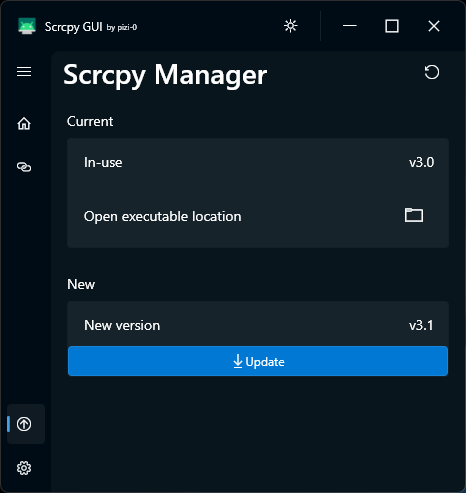 Scrcpy GUI by pizi-0
Scrcpy Manager
Current
In-use v3.0
Open executable location
New
New version v3.1
Update